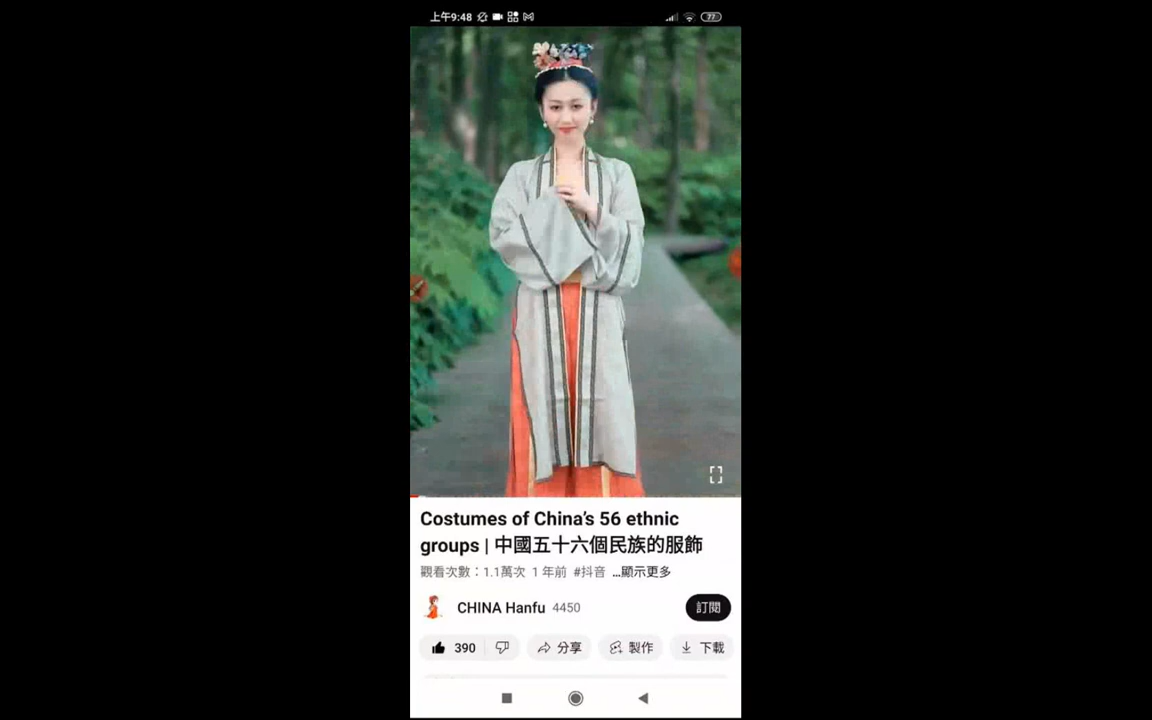 上午9:48
77
Costumes of China’s 56 ethnic
groups | 中國五十六個民族的服飾
觀看次數：1.1萬次 1 年前 #抖音 ...顯示更多
CHINA Hanfu 4450 訂閱
390 分享 製作 下載